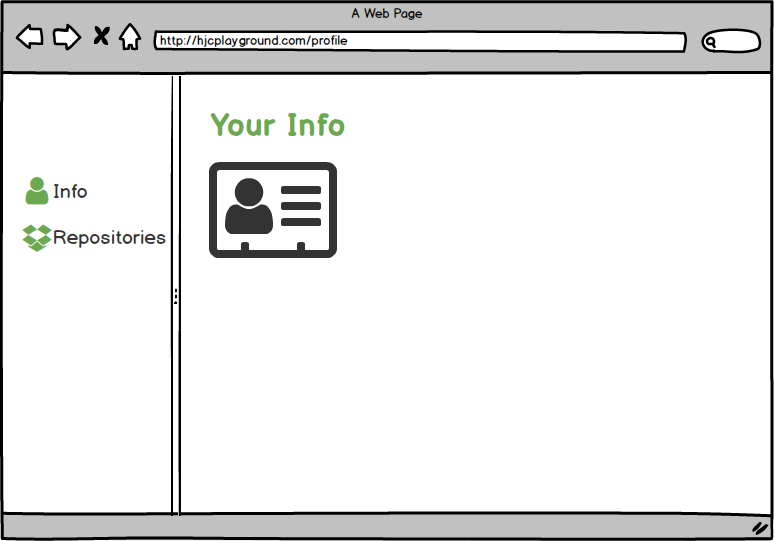 A Web Page
http://hjcplayground.com/profile
Your Info
Info
Repositories